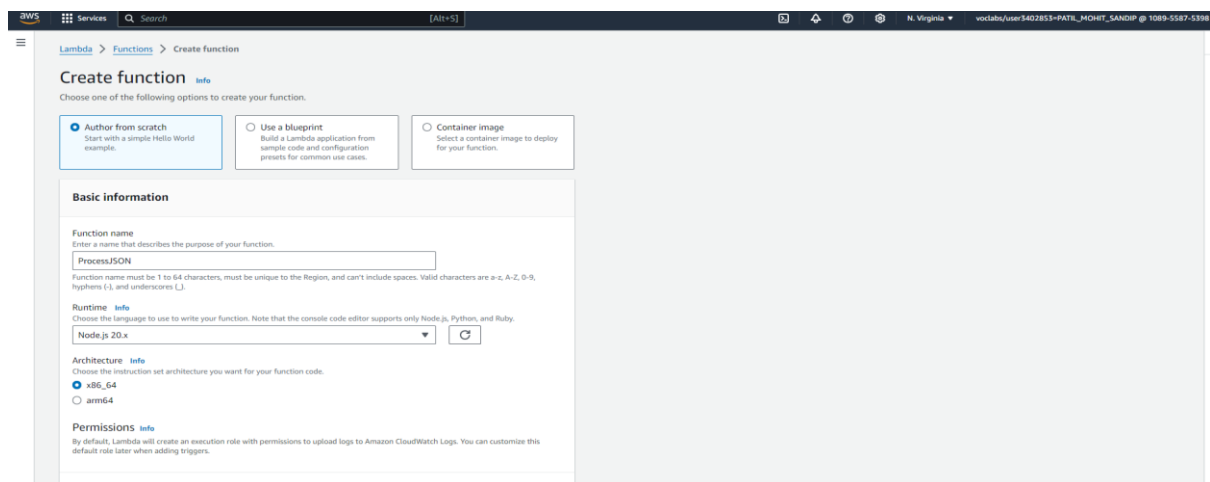 aws
Services
Search
[Alt+S]
N. Virginia
voclabs/user3402853=PATIL_MOHIT_SANDIP @ 1089-5587-5398
Lambda > Functions > Create function
Create function Info
Choose one of the following options to create your function.
Author from scratch
Start with a simple Hello World
example.
Use a blueprint
Build a Lambda application from
sample code and configuration
presets for common use cases.
Container image
Select a container image to deploy
for your function.
Basic information
Function name
Enter a name that describes the purpose of your function.
ProcessJSON
Function name must be 1 to 64 characters, must be unique to the Region, and can't include spaces. Valid characters are a-z, A-Z, 0-9,
hyphens (-), and underscores (_).
Runtime Info
Choose the language to use to write your function. Note that the console code editor supports only Node.js, Python, and Ruby.
Node.js 20.x
Architecture Info
Choose the instruction set architecture you want for your function code.
x86_64
arm64
Permissions Info
By default, Lambda will create an execution role with permissions to upload logs to Amazon CloudWatch Logs. You can customize this
default role later when adding triggers.